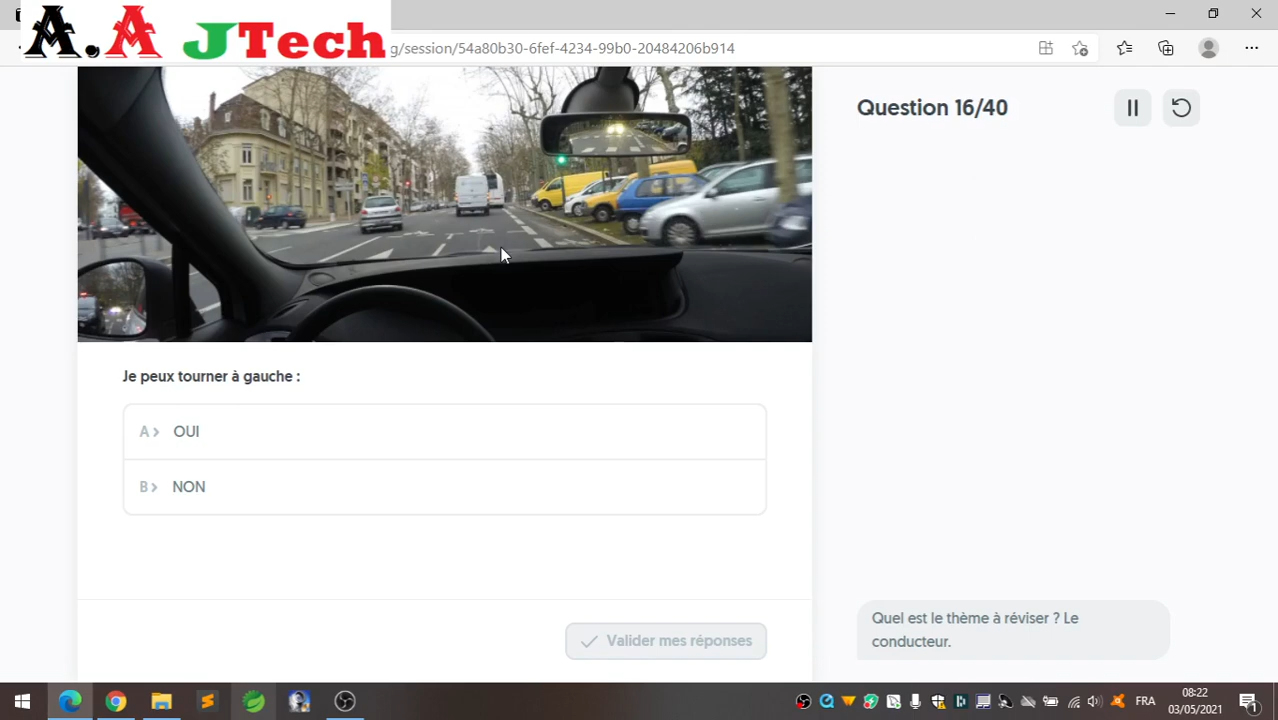 A.A JTech
g/session/54a80b30-6fef-4234-99b0-20484206b914
Question 16/40
Je peux tourner à gauche :
A OUI
B NON
Valider mes réponses
Quel est le thème à réviser ? Le
conducteur.
FRA
08:22
03/05/2021
1